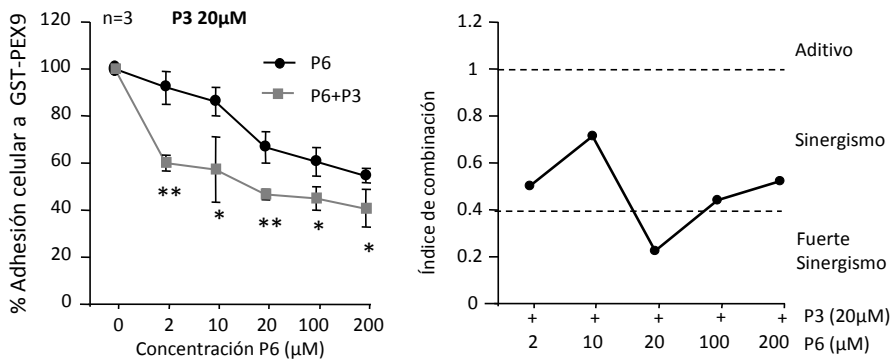 n=3
P3 20µM
% Adhesión celular a GST-PEX9
120
100
80
60
40
20
0
P6
P6+P3
**
*
**
*
*
0 2 10 20 100 200
Concentración P6 (µM)
Índice de combinación
1.2
1
0.8
0.6
0.4
0.2
0
Aditivo
Sinergismo
Fuerte
Sinergismo
+ + + + + P3 (20µM)
2 10 20 100 200 P6 (µM)